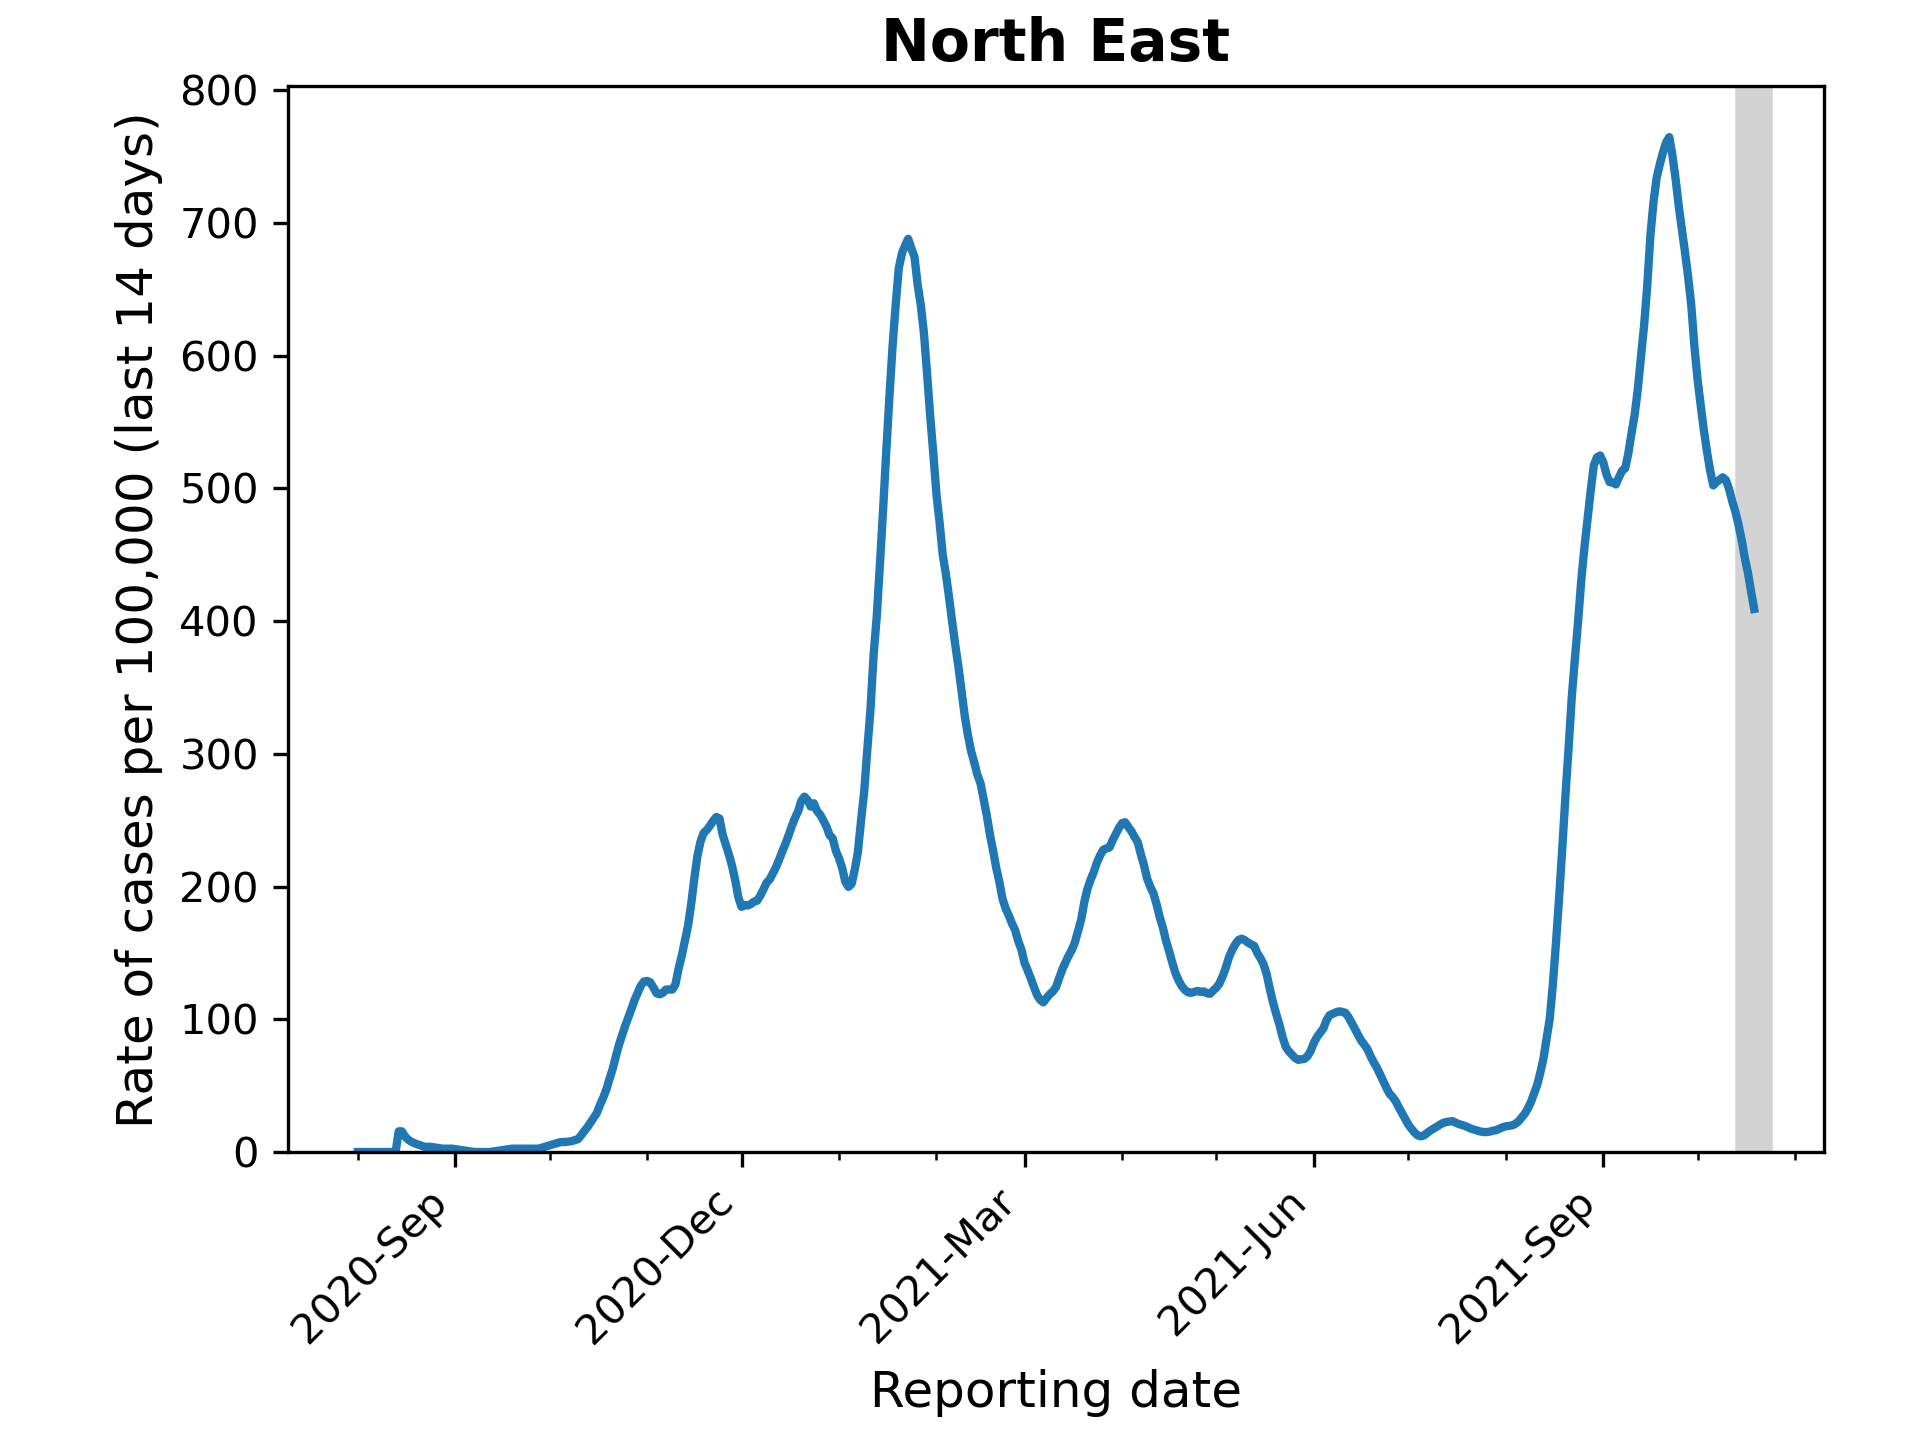 North East
Rate of cases per 100,000 (last 14 days)
800
700
600
500
400
300
200
100
0
2020-Sep
2020-Dec
2021-Mar
2021-Jun
2021-Sep
Reporting date